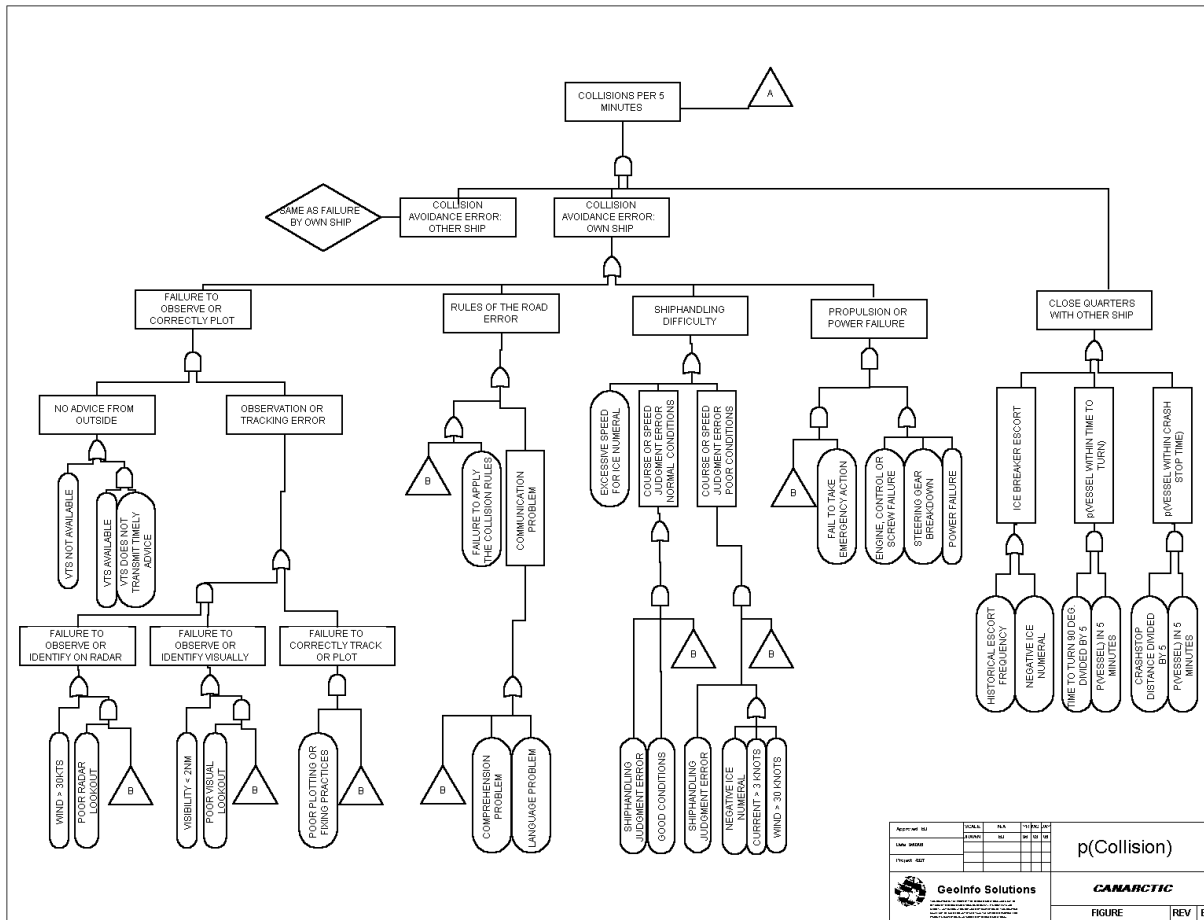 COLLISIONS PER 5
MINUTES
A
SAME AS FAILURE
BY OWN SHIP
COLLISION
AVOIDANCE ERROR:
OTHER SHIP
COLLISION
AVOIDANCE ERROR:
OWN SHIP
FAILURE TO
OBSERVE OR
CORRECTLY PLOT
RULES OF THE ROAD
ERROR
SHIPHANDLING
DIFFICULTY
PROPULSION OR
POWER FAILURE
CLOSE QUARTERS
WITH OTHER SHIP
NO ADVICE FROM
OUTSIDE
OBSERVATION OR
TRACKING ERROR
VTS NOT AVAILABLE
VTS AVAILABLE
VTS DOES NOT
TRANSMIT TIMELY
ADVICE
B
FAILURE TO APPLY
THE COLLISION RULES
COMMUNICATION
PROBLEM
EXCESSIVE SPEED
FOR ICE NUMERAL
COURSE OR SPEED
JUDGMENT ERROR
NORMAL CONDITIONS
COURSE OR SPEED
JUDGMENT ERROR
POOR CONDITIONS
B
FAIL TO TAKE
EMERGENCY ACTION
ENGINE, CONTROL OR
SCREW FAILURE
STEERING GEAR
BREAKDOWN
POWER FAILURE
ICE BREAKER ESCORT
p(VESSEL WITHIN TIME TO
TURN)
p(VESSEL WITHIN CRASH
STOP TIME)
FAILURE TO
OBSERVE OR
IDENTIFY ON RADAR
FAILURE TO
OBSERVE OR
IDENTIFY VISUALLY
FAILURE TO
CORRECTLY TRACK
OR PLOT
B
B
HISTORICAL ESCORT
FREQUENCY
NEGATIVE ICE
NUMERAL
TIME TO TURN 90 DEG.
DIVIDED BY 5
P(VESSEL) IN 5
MINUTES
CRASHSTOP
DISTANCE DIVIDED
BY 5
P(VESSEL) IN 5
MINUTES
WIND > 30KTS
POOR RADAR
LOOKOUT
B
VISIBILITY < 2NM
POOR VISUAL
LOOKOUT
B
POOR PLOTTING OR
FIXING PRACTICES
B
B
COMPREHENSION
PROBLEM
LANGUAGE PROBLEM
SHIPHANDLING
JUDGMENT ERROR
GOOD CONDITIONS
SHIPHANDLING
JUDGMENT ERROR
NEGATIVE ICE
NUMERAL
CURRENT > 3 KNOTS
WIND > 30 KNOTS
SCALE
p(Collision)
GeoInfo Solutions
CANARCTIC
FIGURE
REV